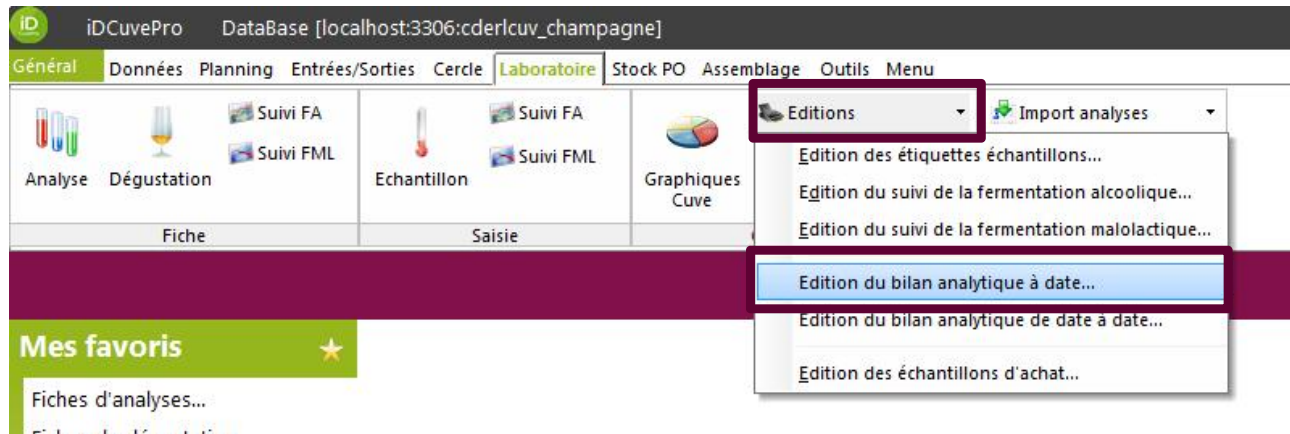 iD iDCuvePro DataBase [localhost:3306:cderlcuv_champagne]
Général Données Planning Entrées/Sorties Cercle Laboratoire Stock PO Assemblage Outils Menu
Suivi FA
Suivi FML
Analyse Dégustation
Fiche
Suivi FA
Suivi FML
Echantillon
Saisie
Graphiques
Cuve
Editions
Import analyses
Edition des étiquettes échantillons...
Edition du suivi de la fermentation alcoolique...
Edition du suivi de la fermentation malolactique...
Edition du bilan analytique à date...
Edition du bilan analytique de date à date...
Edition des échantillons d'achat...
Mes favoris
Fiches d'analyses...